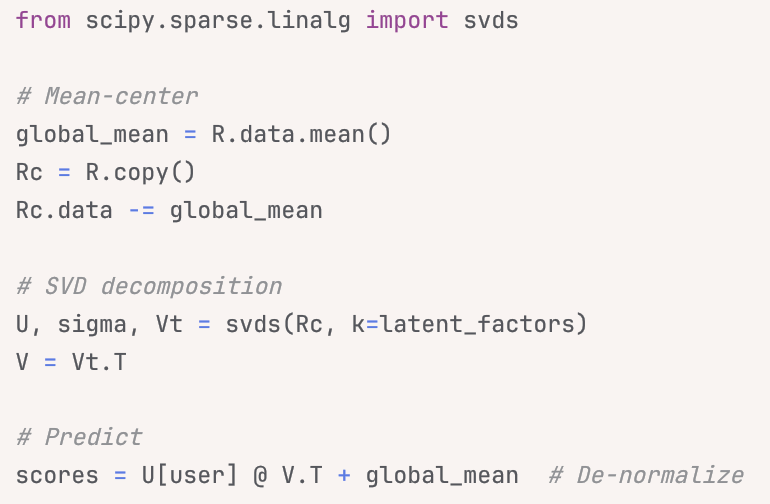 from scipy.sparse.linalg import svds
# Mean-center
global_mean = R.data.mean()
Rc = R.copy()
Rc.data -= global_mean
# SVD decomposition
U, sigma, Vt = svds(Rc, k=latent_factors)
V = Vt.T
# Predict
scores = U[user] @ V.T + global_mean  # De-normalize